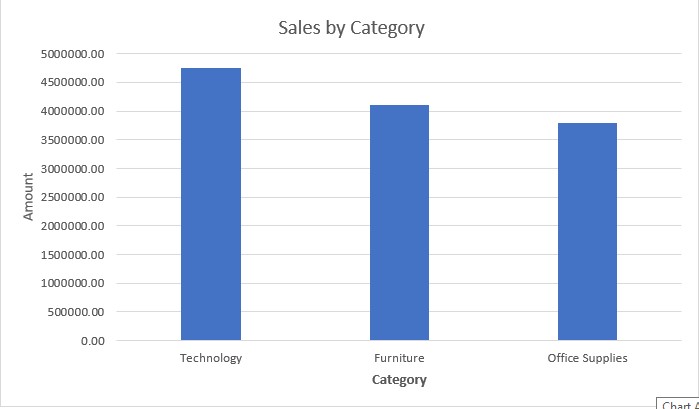 Sales by Category
5000000.00
4500000.00
4000000.00
3500000.00
3000000.00
2500000.00
2000000.00
1500000.00
1000000.00
500000.00
0.00
Amount
Technology Furniture Office Supplies
Category
Chart A